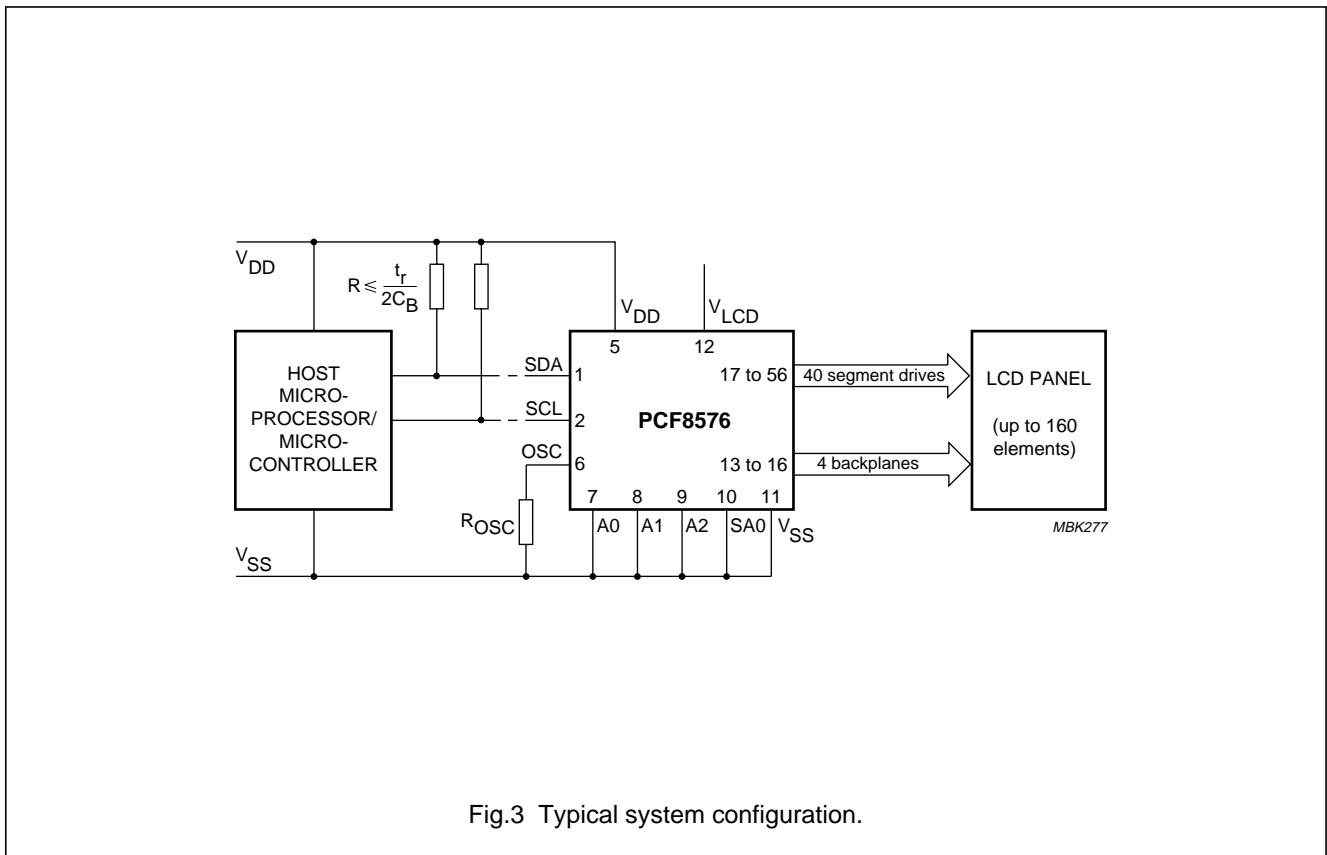 VDD
R ≤ tr
2CB
VDD
VLCD
5
12
HOST
MICRO-
PROCESSOR/
MICRO-
CONTROLLER
SDA
1
SCL
2
OSC
6
PCF8576
17 to 56
40 segment drives
13 to 16
4 backplanes
LCD PANEL
(up to 160
elements)
7 8 9 10 11
ROSC
A0 A1 A2 SA0 VSS
VSS
MBK277
Fig.3 Typical system configuration.